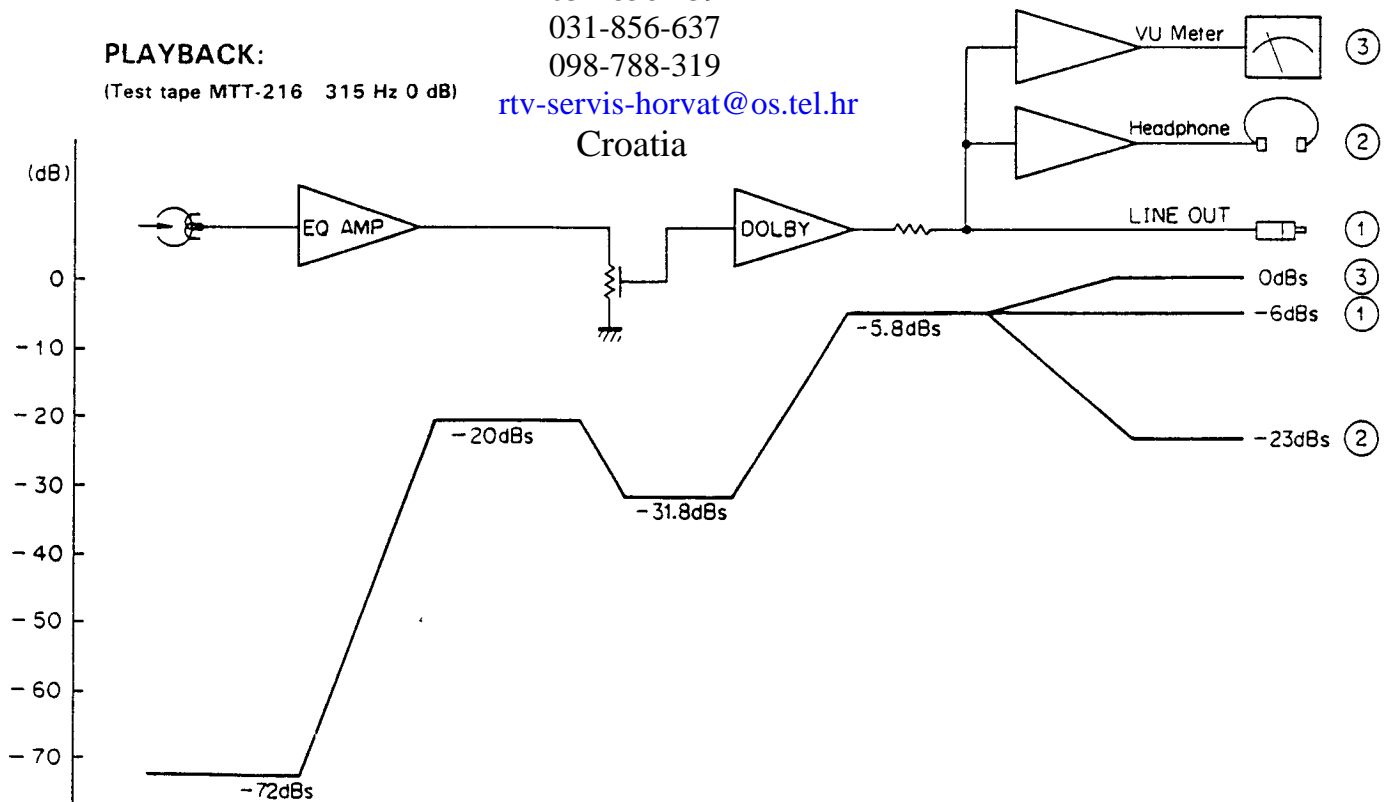 031-856-637
PLAYBACK:
098-788-319
(Test tape MTT-216 315 Hz 0 dB)
rtv-servis-horvat@os.tel.hr
Croatia
VU Meter
3
Headphone
2
(dB)
EQ AMP
DOLBY
LINE OUT
1
0
0dBs
3
-5.8dBs
-6dBs
1
-10
-20
-20dBs
-23dBs
2
-30
-31.8dBs
-40
-50
-60
-70
-72dBs